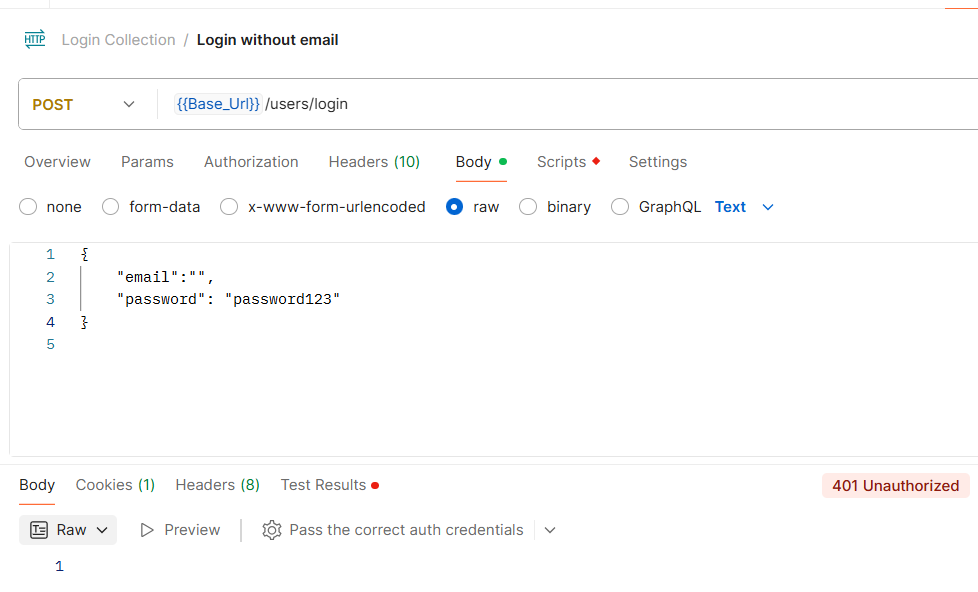 HTTP Login Collection / Login without email
POST {{Base_Url}} /users/login
Overview Params Authorization Headers (10) Body Scripts Settings
none form-data x-www-form-urlencoded raw binary GraphQL Text
1 {
2 "email":"",
3 "password": "password123"
4 }
5
Body Cookies (1) Headers (8) Test Results 401 Unauthorized
Raw Preview Pass the correct auth credentials
1